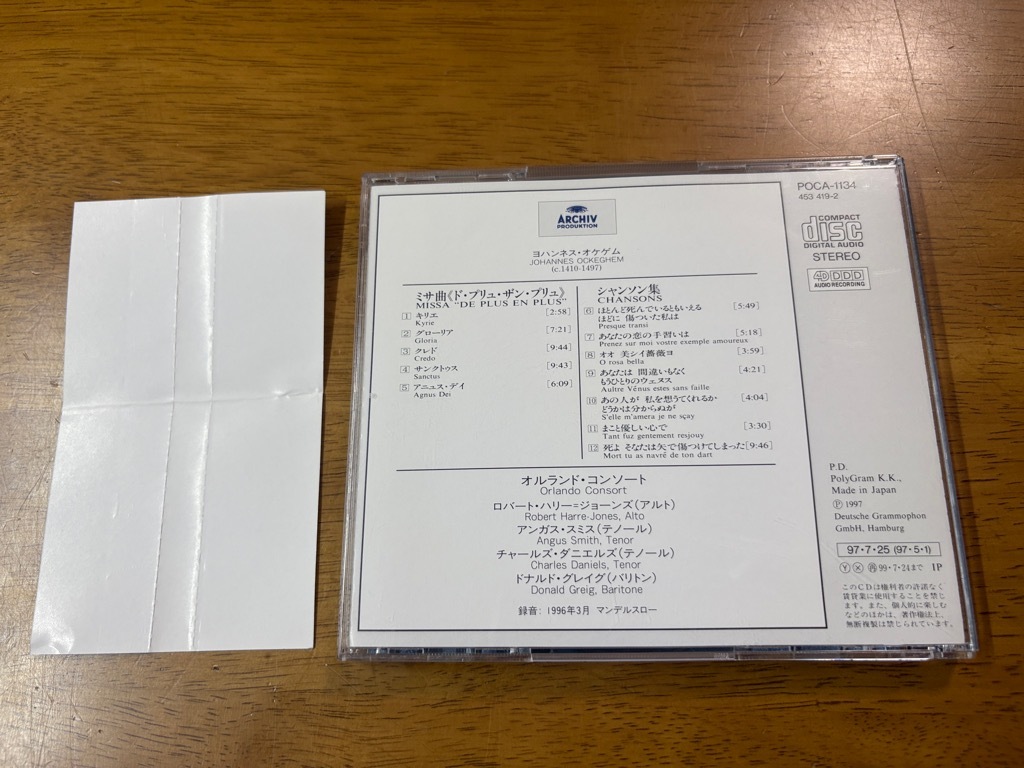 ARCHIV
PRODUKTION
ヨハンネス・オケゲム
JOHANNES OCKEGHEM
(c.1410-1497)
ミサ曲《ド・プリュ・ザン・プリュ》
MISSA "DE PLUS EN PLUS"
1 キリエ [2:58]
Kyrie
2 グローリア [7:21]
Gloria
3 クレド [9:44]
Credo
4 サンクトゥス [9:43]
Sanctus
5 アニュス・デイ [6:09]
Agnus Dei
シャンソン集
CHANSONS
6 ほとんど死んでいるともいえる [5:49]
ほどに 傷ついた私は
Presque transi
7 あなたの恋の手習いは [5:18]
Prenez sur moi vostre exemple amoureux
8 オオ 美シイ薔薇ヨ [3:59]
O rosa bella
9 あなたは 間違いもなく [4:21]
もうひとりのウェヌス
Aultre Vénus estes sans faille
10 あの人が 私を想うてくれるか [4:04]
どうかは分からぬが
S'elle m'amera je ne sçay
11 まこと優しい心で [3:30]
Tant fuz gentement resjouy
12 死よ そなたは矢で傷つけてしまった [9:46]
Mort tu as navré de ton dart
オルランド・コンソート
Orlando Consort
ロバート・ハリー=ジョーンズ(アルト)
Robert Harre-Jones, Alto
アンガス・スミス(テノール)
Angus Smith, Tenor
チャールズ・ダニエルズ(テノール)
Charles Daniels, Tenor
ドナルド・グレイグ(バリトン)
Donald Greig, Baritone
録音: 1996年3月 マンデルスロー
POCA-1134
453 419-2
COMPACT
disc
DIGITAL AUDIO
STEREO
4D DDD
AUDIO RECORDING
P.D.
PolyGram K.K.,
Made in Japan
Ⓟ 1997
Deutsche Grammophon
GmbH, Hamburg
97・7・25 (97・5・1)
Ⓨ Ⓧ ㊞ 99・7・24まで IP
このCDは権利者の許諾なく
賃貸業に使用することを禁じ
ます。また、個人的に楽しむ
などのほかは、著作権法上、
無断複製は禁じられています。